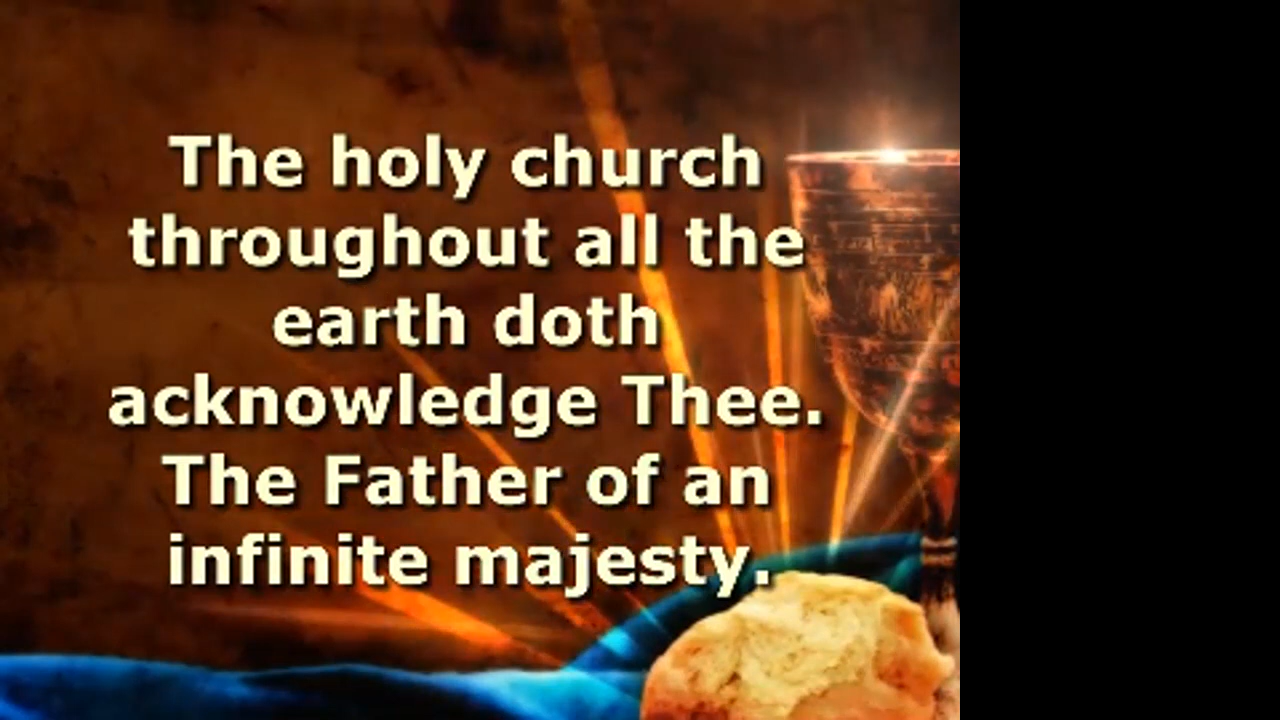 The holy church
throughout all the
earth doth
acknowledge Thee.
The Father of an
infinite majesty.